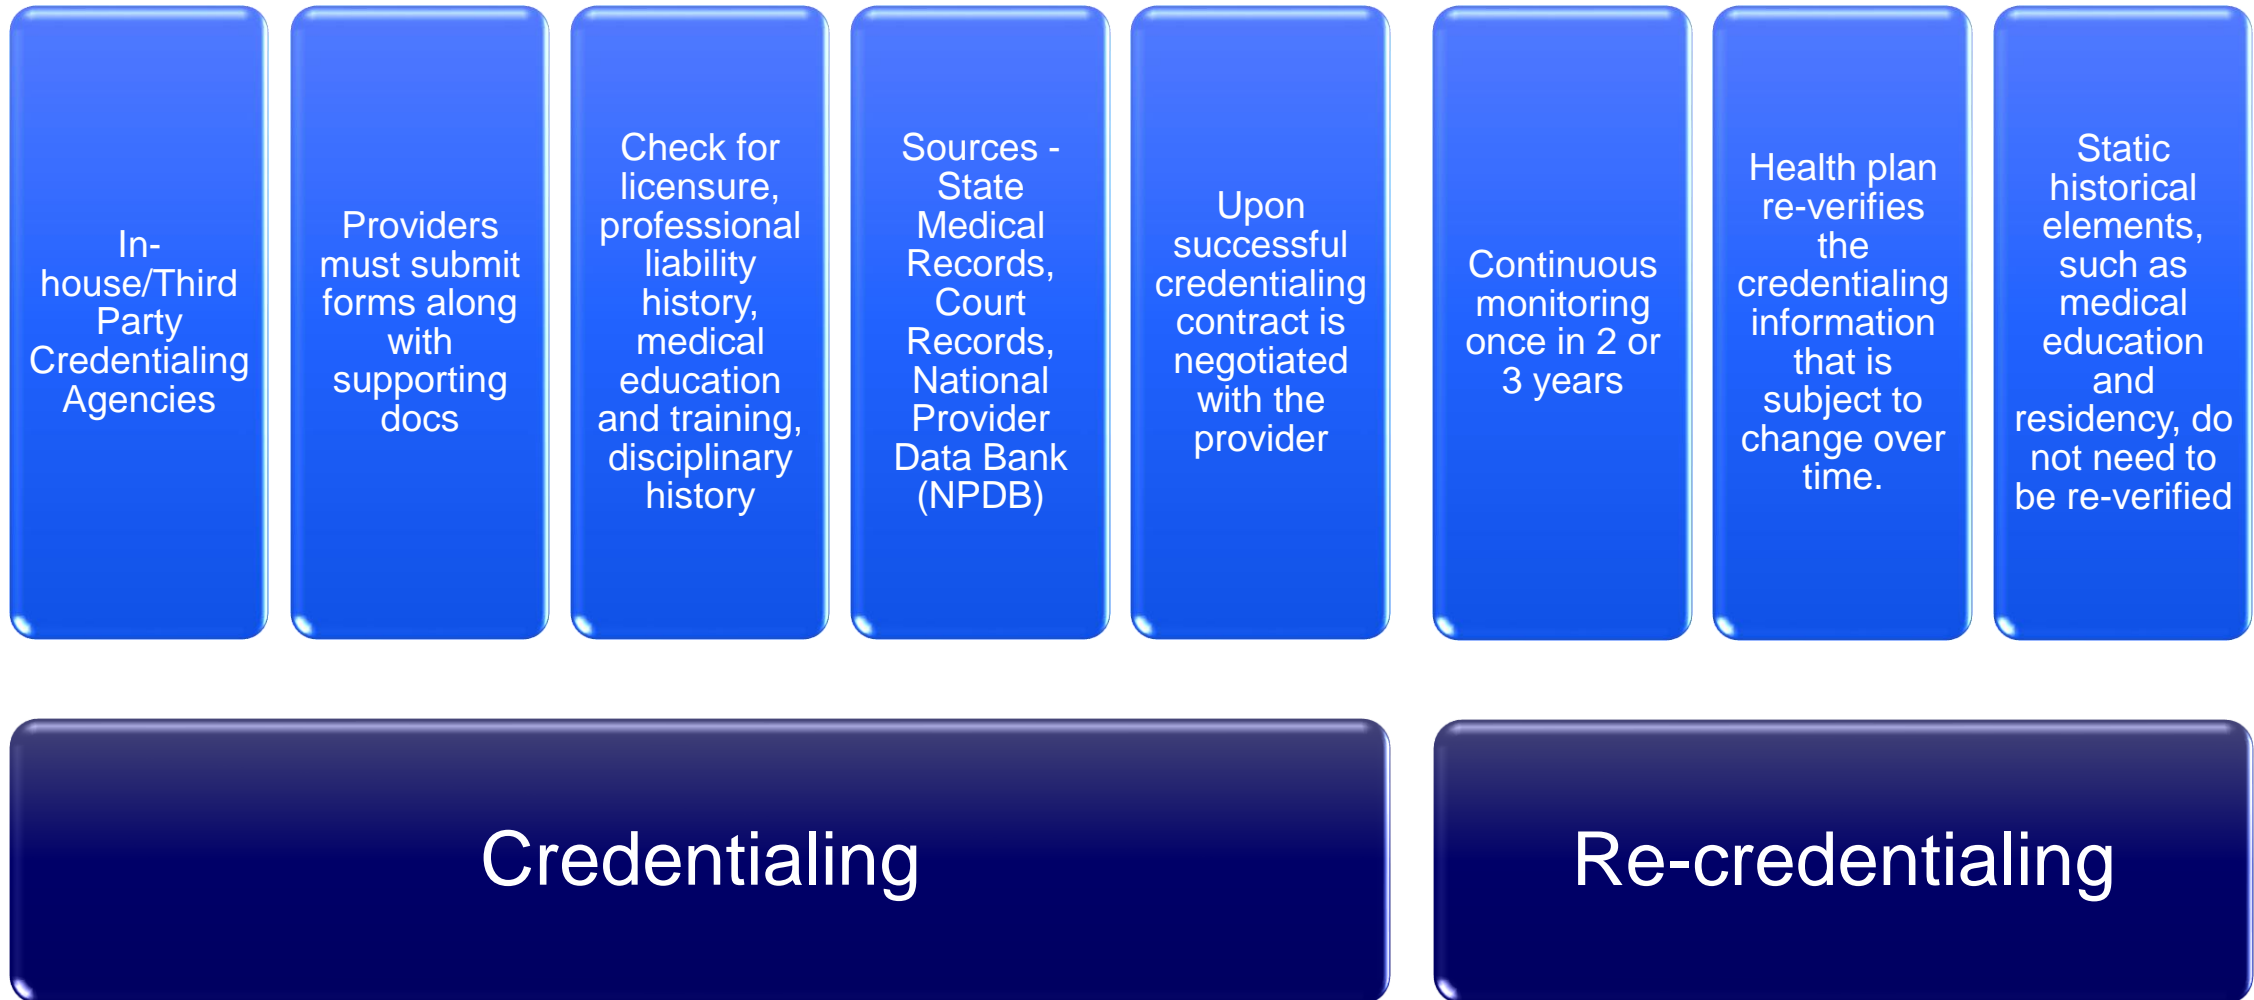 In-
house/Third
Party
Credentialing
Agencies
Providers
must submit
forms along
with
supporting
docs
Check for
licensure,
professional
liability
history,
medical
education
and training,
disciplinary
history
Sources -
State
Medical
Records,
Court
Records,
National
Provider
Data Bank
(NPDB)
Upon
successful
credentialing
contract is
negotiated
with the
provider
Continuous
monitoring
once in 2 or
3 years
Health plan
re-verifies
the
credentialing
information
that is
subject to
change over
time.
Static
historical
elements,
such as
medical
education
and
residency, do
not need to
be re-verified
Credentialing
Re-credentialing